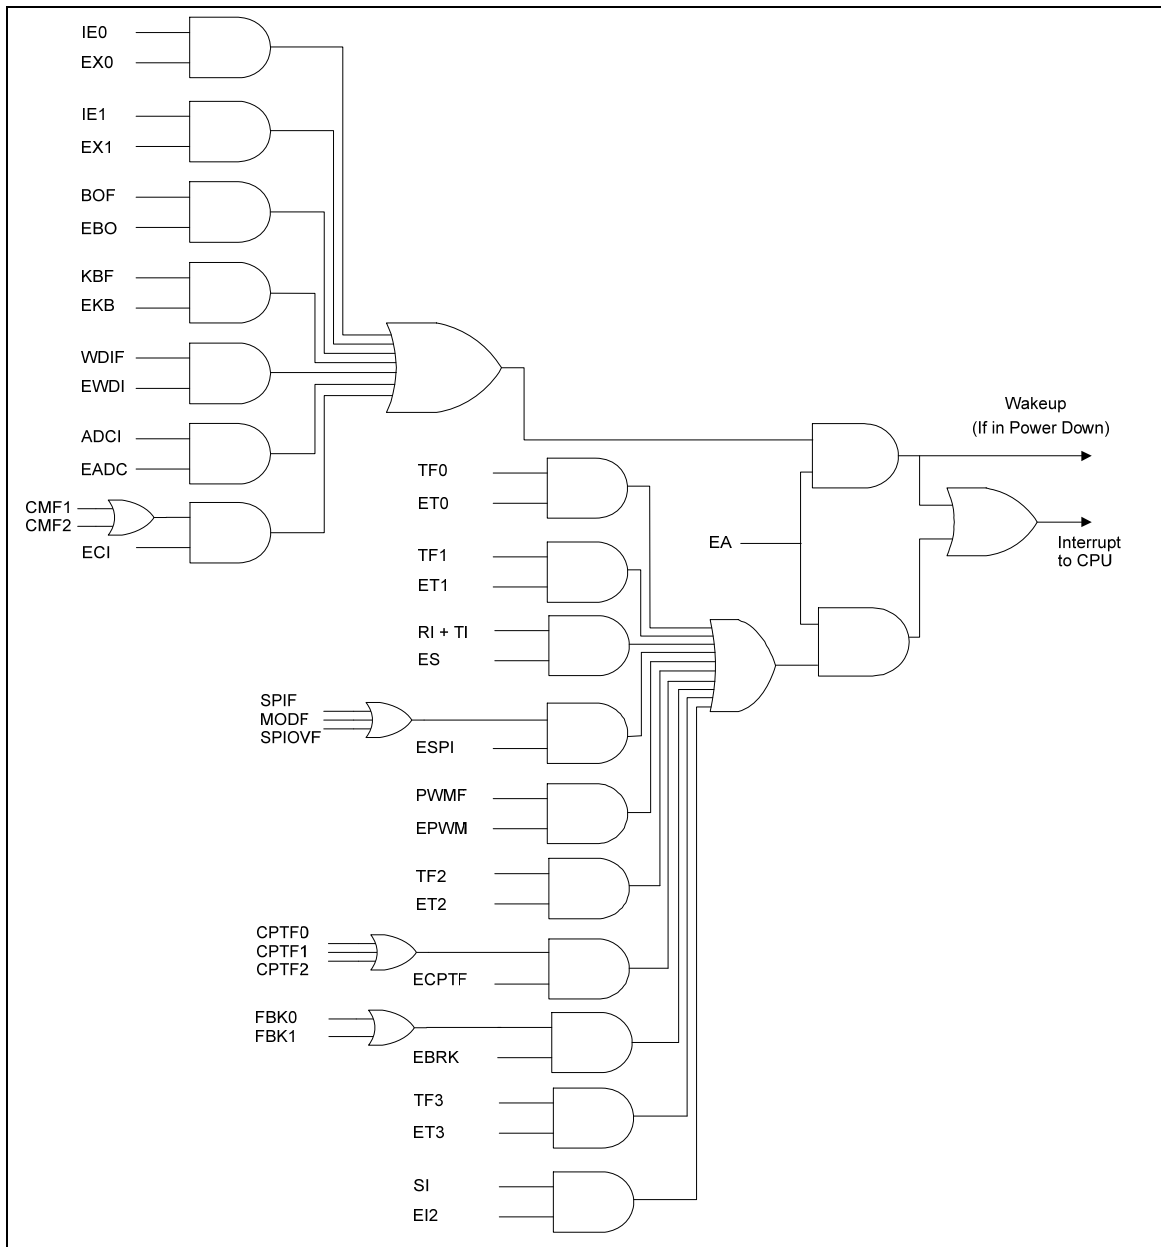 IE0
EX0
IE1
EX1
BOF
EBO
KBF
EKB
WDIF
EWDI
ADCI
EADC
CMF1
CMF2
ECI
Wakeup
(If in Power Down)
TF0
ET0
EA
Interrupt
to CPU
TF1
ET1
RI + TI
ES
SPIF
MODF
SPIOVF
ESPI
PWMF
EPWM
TF2
ET2
CPTF0
CPTF1
CPTF2
ECPTF
FBK0
FBK1
EBRK
TF3
ET3
SI
EI2